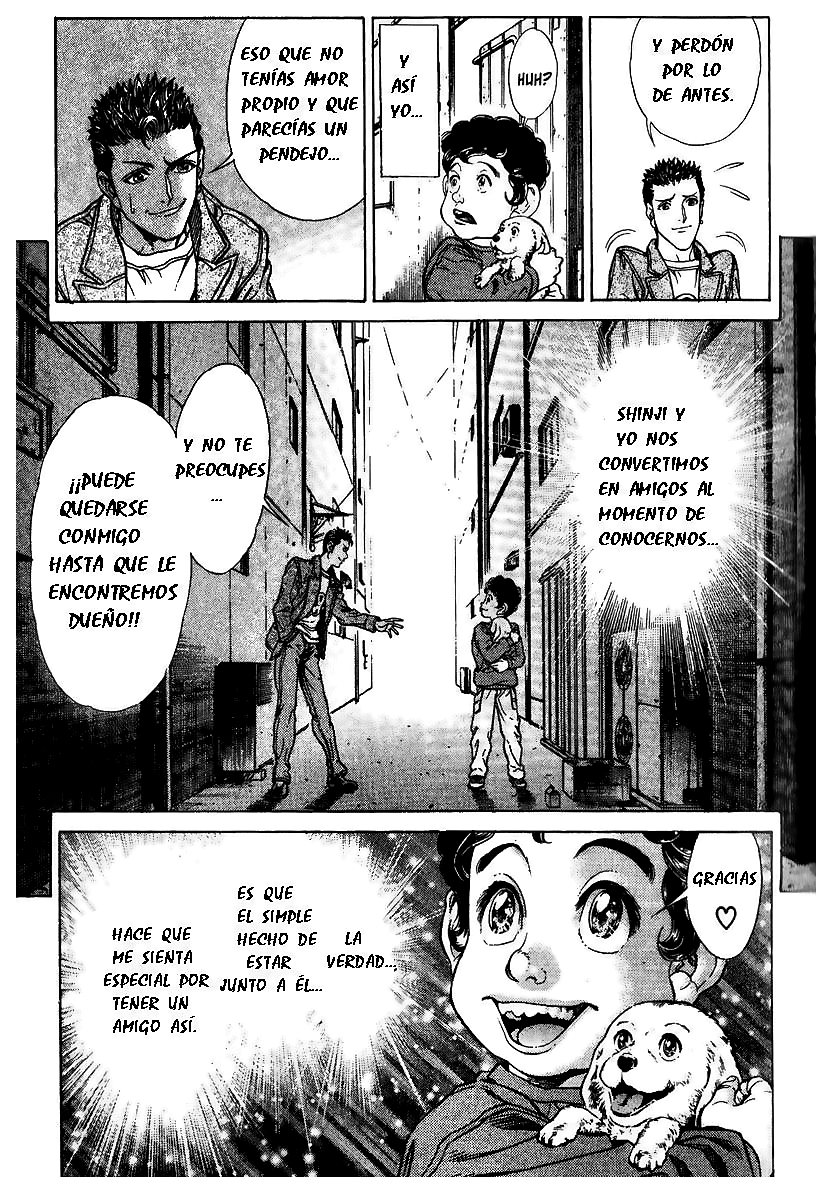 Y PERDÓN
POR LO
DE ANTES.
HUH?
Y
ASÍ
YO...
ESO QUE NO
TENÍAS AMOR
PROPIO Y QUE
PARECÍAS UN
PENDEJO...
SHINJI Y
YO NOS
CONVERTIMOS
EN AMIGOS AL
MOMENTO DE
CONOCERNOS...
Y NO TE
PREOCUPES
...
¡¡PUEDE
QUEDARSE
CONMIGO
HASTA QUE LE
ENCONTREMOS
DUEÑO!!
GRACIAS
♡
LA
VERDAD...
ES QUE
EL SIMPLE
HECHO DE
ESTAR
JUNTO A ÉL...
HACE QUE
ME SIENTA
ESPECIAL POR
TENER UN
AMIGO ASÍ.